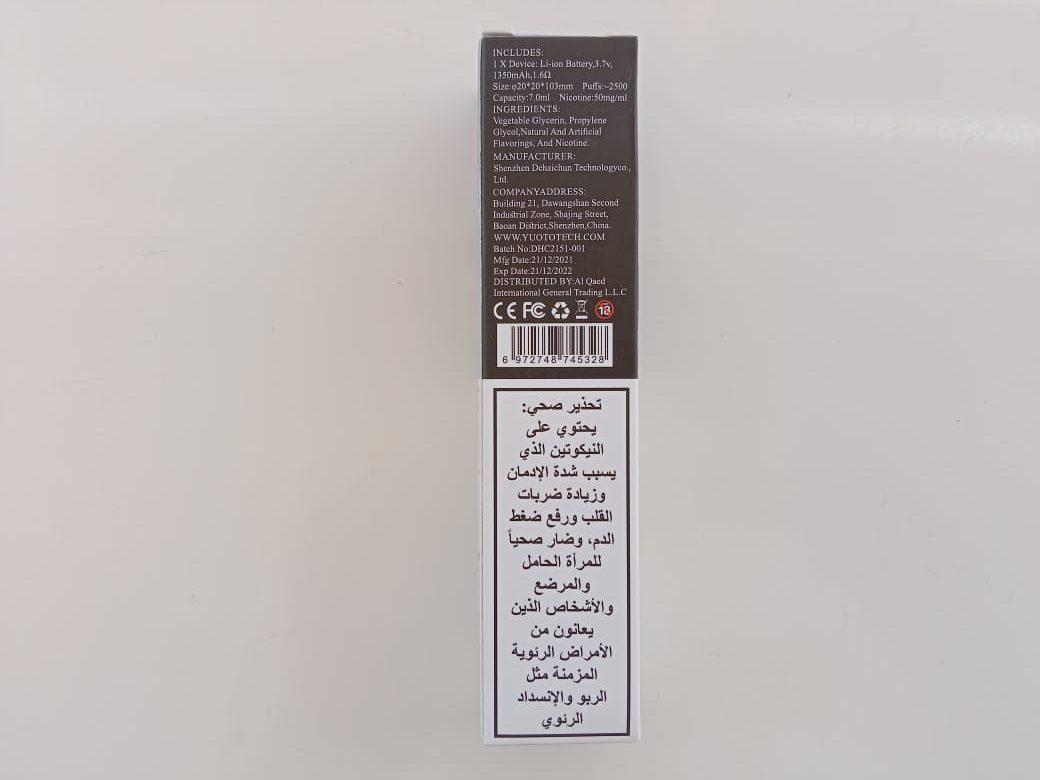 INCLUDES:
1 X Device: Li-ion Battery,3.7v,
1350mAh,1.6Ω
Size:φ20*20*103mm Puffs:~2500
Capacity:7.0ml Nicotine:50mg/ml
INGREDIENTS:
Vegetable Glycerin, Propylene
Glycol,Natural And Artificial
Flavorings, And Nicotine.
MANUFACTURER:
Shenzhen Dehaichun Technologyco.,
Ltd.
COMPANYADDRESS:
Building 21, Dawangshan Second
Industrial Zone, Shajing Street,
Baoan District,Shenzhen,China.
WWW.YUOTOTECH.COM
Batch No:DHC2151-001
Mfg Date:21/12/2021
Exp Date:21/12/2022
DISTRIBUTED BY:Al Qaed
International General Trading L.L.C
CE FC 18
6 972748 745328
تحذير صحي:
يحتوي على
النيكوتين الذي
يسبب شدة الإدمان
وزيادة ضربات
القلب ورفع ضغط
الدم، وضار صحياً
للمرأة الحامل
والمرضع
والأشخاص الذين
يعانون من
الأمراض الرئوية
المزمنة مثل
الربو والإنسداد
الرئوي